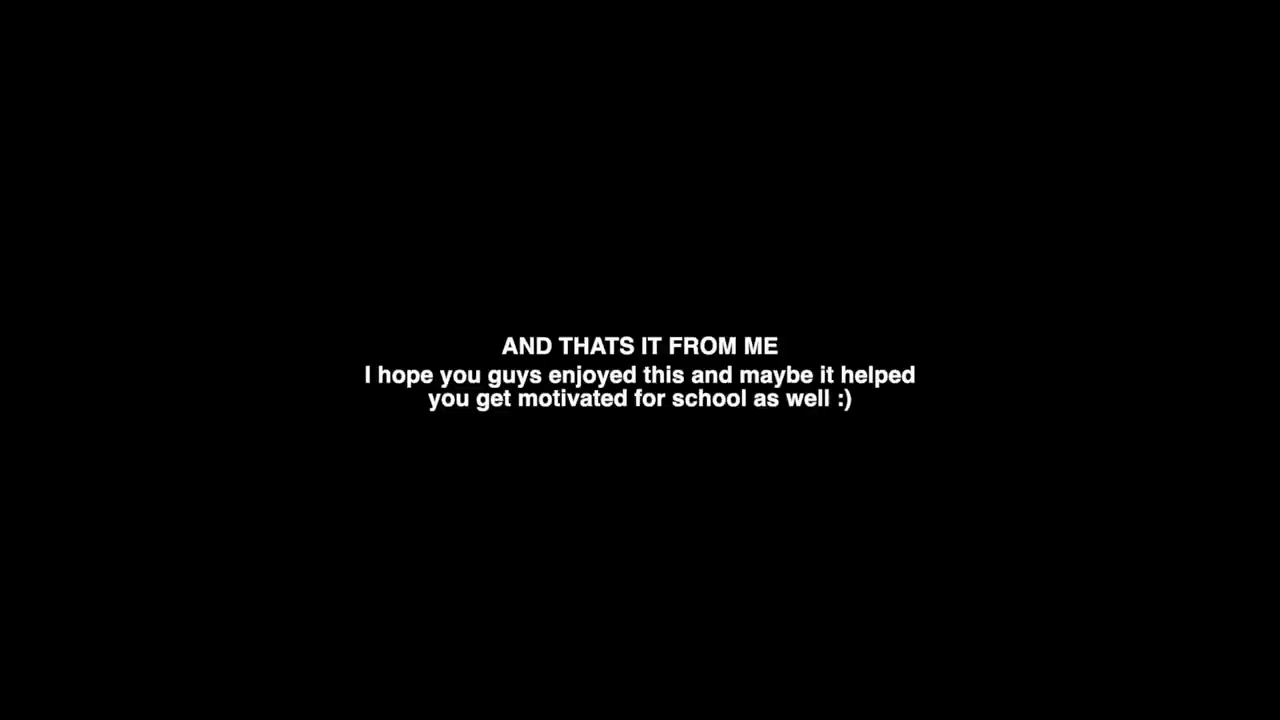 AND THATS IT FROM ME
I hope you guys enjoyed this and maybe it helped
you get motivated for school as well :)